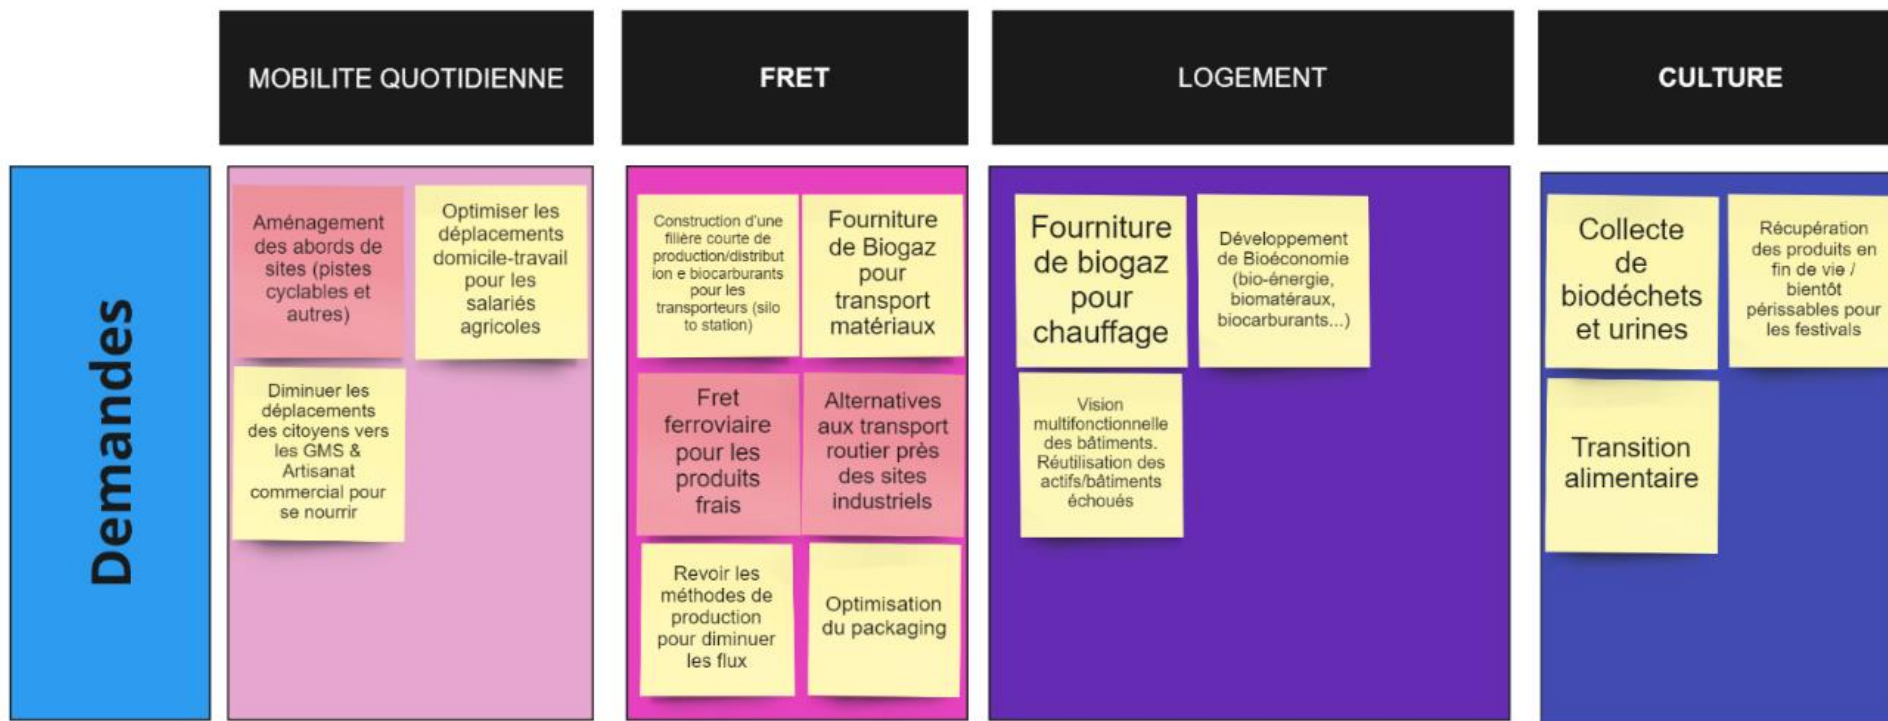 MOBILITE QUOTIDIENNE
FRET
LOGEMENT
CULTURE
Demandes
Aménagement
des abords de
sites (pistes
cyclables et
autres)
Optimiser les
déplacements
domicile-travail
pour les
salariés
agricoles
Diminuer les
déplacements
des citoyens vers
les GMS &
Artisanat
commercial pour
se nourrir
Construction d'une
filière courte de
production/distribut
ion e biocarburants
pour les
transporteurs (silo
to station)
Fourniture
de Biogaz
pour
transport
matériaux
Fret
ferroviaire
pour les
produits
frais
Alternatives
aux transport
routier près
des sites
industriels
Revoir les
méthodes de
production
pour diminuer
les flux
Optimisation
du packaging
Fourniture
de biogaz
pour
chauffage
Développement
de Bioéconomie
(bio-énergie,
biomatéraux,
biocarburants...)
Vision
multifonctionnelle
des bâtiments.
Réutilisation des
actifs/bâtiments
échoués
Collecte
de
biodéchets
et urines
Récupération
des produits en
fin de vie /
bientôt
périssables pour
les festivals
Transition
alimentaire